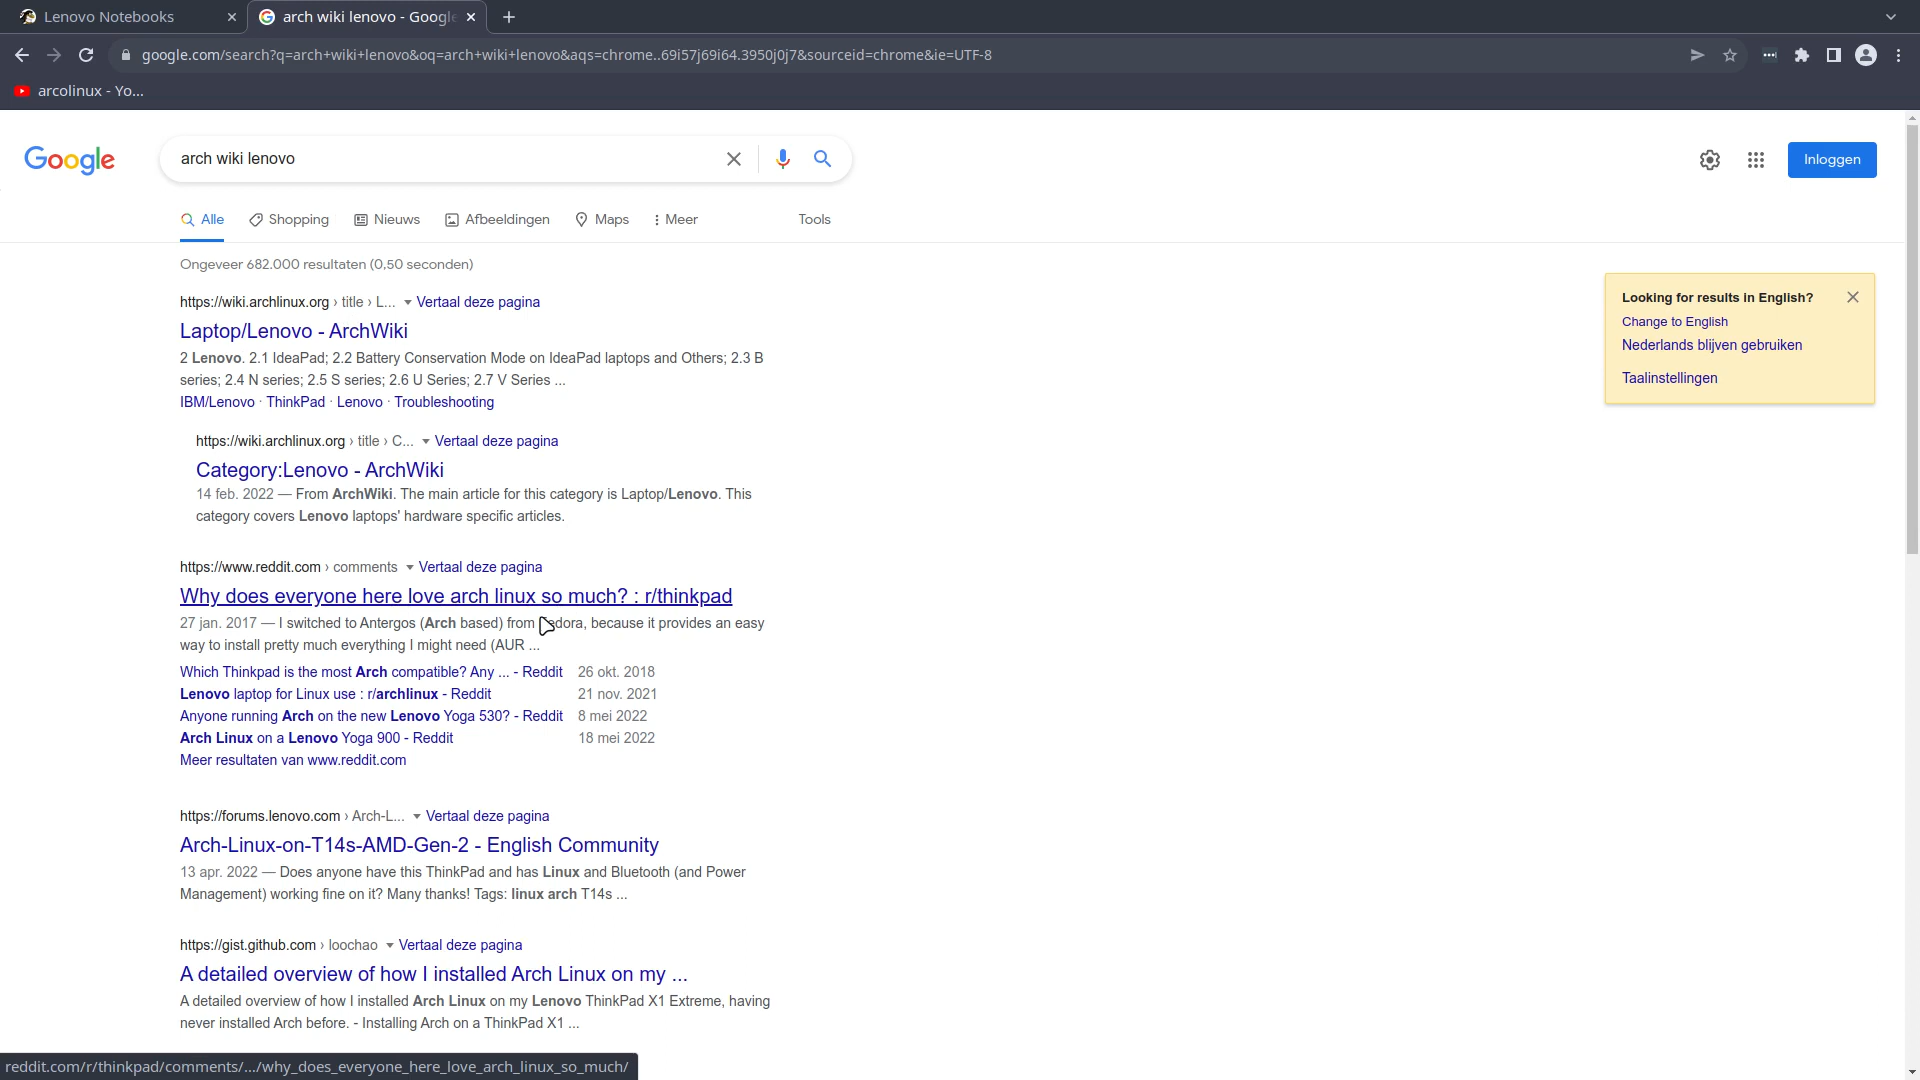 Lenovo Notebooks
arch wiki lenovo - Google
google.com/search?q=arch+wiki+lenovo&oq=arch+wiki+lenovo&aqs=chrome..69i57j69i64.3950j0j7&sourceid=chrome&ie=UTF-8
arcolinux - Yo...
Google
arch wiki lenovo
Inloggen
Alle
Shopping
Nieuws
Afbeeldingen
Maps
Meer
Tools
Ongeveer 682.000 resultaten (0,50 seconden)
https://wiki.archlinux.org › title › L... Vertaal deze pagina
Laptop/Lenovo - ArchWiki
2 Lenovo. 2.1 IdeaPad; 2.2 Battery Conservation Mode on IdeaPad laptops and Others; 2.3 B
series; 2.4 N series; 2.5 S series; 2.6 U Series; 2.7 V Series ...
IBM/Lenovo · ThinkPad · Lenovo · Troubleshooting
https://wiki.archlinux.org › title › C... Vertaal deze pagina
Category:Lenovo - ArchWiki
14 feb. 2022 — From ArchWiki. The main article for this category is Laptop/Lenovo. This
category covers Lenovo laptops' hardware specific articles.
https://www.reddit.com › comments Vertaal deze pagina
Why does everyone here love arch linux so much? : r/thinkpad
27 jan. 2017 — I switched to Antergos (Arch based) from edora, because it provides an easy
way to install pretty much everything I might need (AUR ...
Which Thinkpad is the most Arch compatible? Any ... - Reddit 26 okt. 2018
Lenovo laptop for Linux use : r/archlinux - Reddit 21 nov. 2021
Anyone running Arch on the new Lenovo Yoga 530? - Reddit 8 mei 2022
Arch Linux on a Lenovo Yoga 900 - Reddit 18 mei 2022
Meer resultaten van www.reddit.com
https://forums.lenovo.com › Arch-L... Vertaal deze pagina
Arch-Linux-on-T14s-AMD-Gen-2 - English Community
13 apr. 2022 — Does anyone have this ThinkPad and has Linux and Bluetooth (and Power
Management) working fine on it? Many thanks! Tags: linux arch T14s ...
https://gist.github.com › loochao Vertaal deze pagina
A detailed overview of how I installed Arch Linux on my ...
A detailed overview of how I installed Arch Linux on my Lenovo ThinkPad X1 Extreme, having
never installed Arch before. - Installing Arch on a ThinkPad X1 ...
Looking for results in English?
Change to English
Nederlands blijven gebruiken
Taalinstellingen
reddit.com/r/thinkpad/comments/.../why_does_everyone_here_love_arch_linux_so_much/